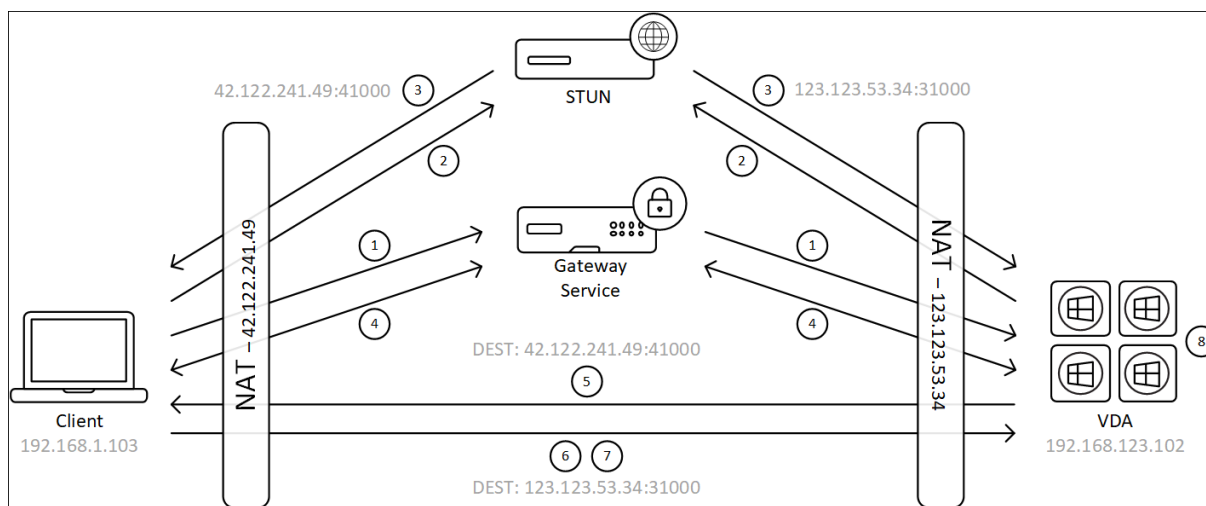 42.122.241.49:41000
3
STUN
3
123.123.53.34:31000
2
2
NAT – 42.122.241.49
NAT – 123.123.53.34
1
Gateway
Service
1
4
4
8
DEST: 42.122.241.49:41000
5
Client
192.168.1.103
VDA
192.168.123.102
6
7
DEST: 123.123.53.34:31000